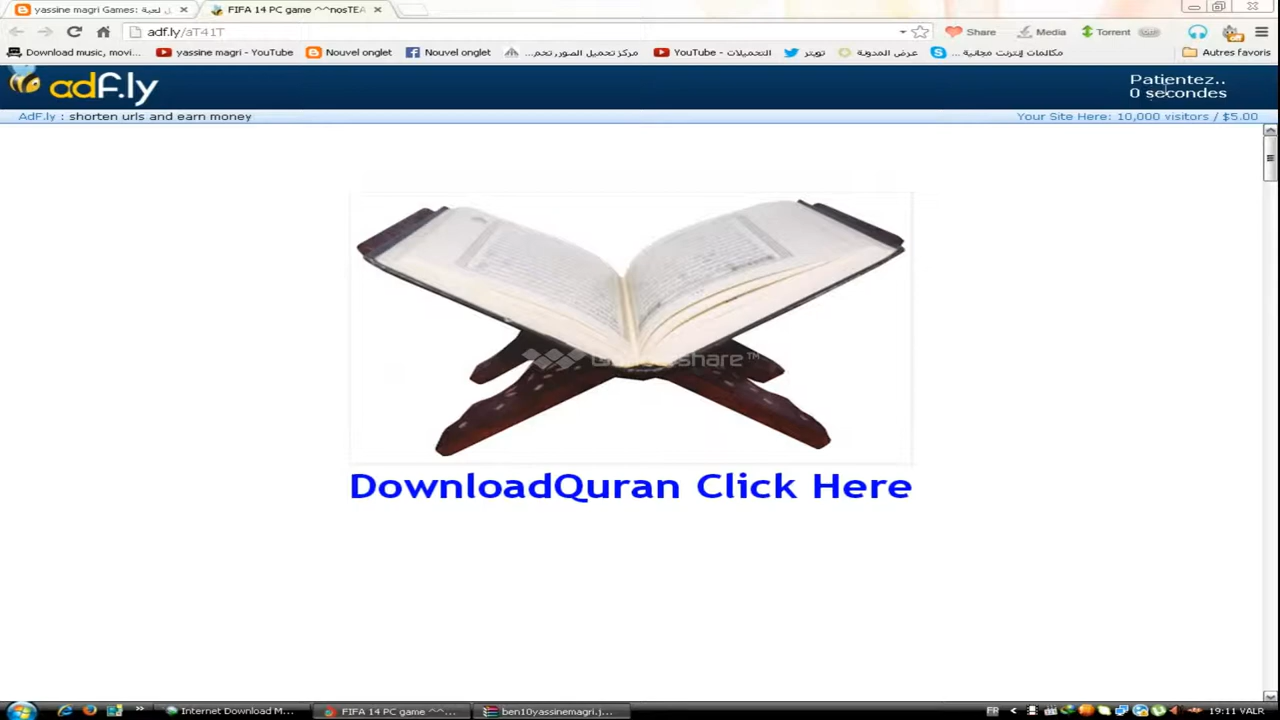 yassine magri Games: ل لعبة
FIFA 14 PC game ^^nosTEA
adf.ly/aT41T
Share
Media
Torrent
Download music, movi...
yassine magri - YouTube
Nouvel onglet
Nouvel onglet
مركز تحميل الصور تحم...
YouTube - التحميلات
تويتر
عرض المدونة
مكالمات إنترنت مجانية ...
Autres favoris
adF.ly
Patientez..
0 secondes
AdF.ly : shorten urls and earn money
Your Site Here: 10,000 visitors / $5.00
DownloadQuran Click Here
Internet Download M...
FIFA 14 PC game ^^...
ben10yassinemagri.j...
FR
19:11 VALR